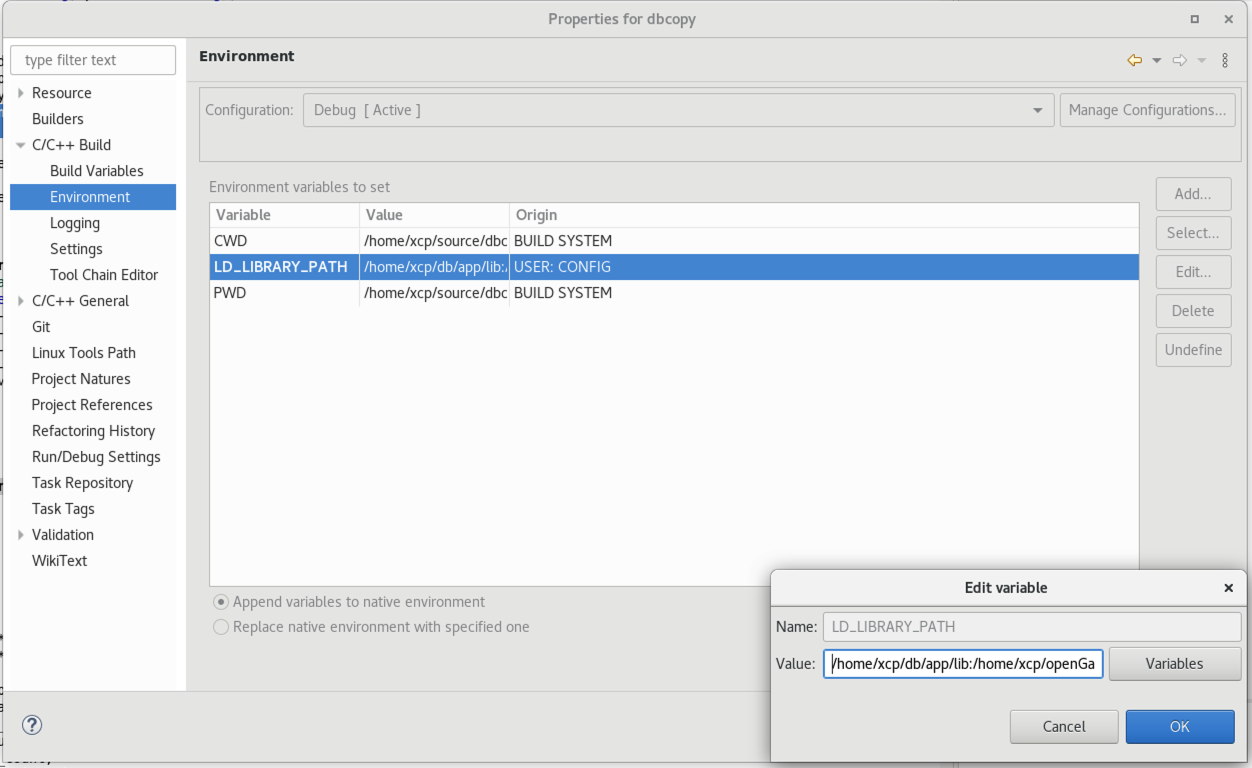 Properties for dbcopy
type filter text
Environment
Resource
Builders
C/C++ Build
Build Variables
Environment
Logging
Settings
Tool Chain Editor
C/C++ General
Git
Linux Tools Path
Project Natures
Project References
Refactoring History
Run/Debug Settings
Task Repository
Task Tags
Validation
WikiText
Configuration: Debug [ Active ] Manage Configurations...
Environment variables to set
Variable Value Origin
CWD /home/xcp/source/dbc BUILD SYSTEM
LD_LIBRARY_PATH /home/xcp/db/app/lib:/ USER: CONFIG
PWD /home/xcp/source/dbc BUILD SYSTEM
Add...
Select...
Edit...
Delete
Undefine
Append variables to native environment
Replace native environment with specified one
Edit variable
Name: LD_LIBRARY_PATH
Value: /home/xcp/db/app/lib:/home/xcp/openGa Variables
Cancel OK